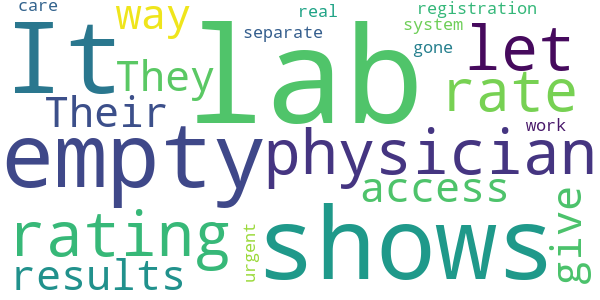 care
way
real
registration
It
lab
separate
system
gone
let
They
rate
Their
work
empty
physician
access
give
rating
shows
urgent
results